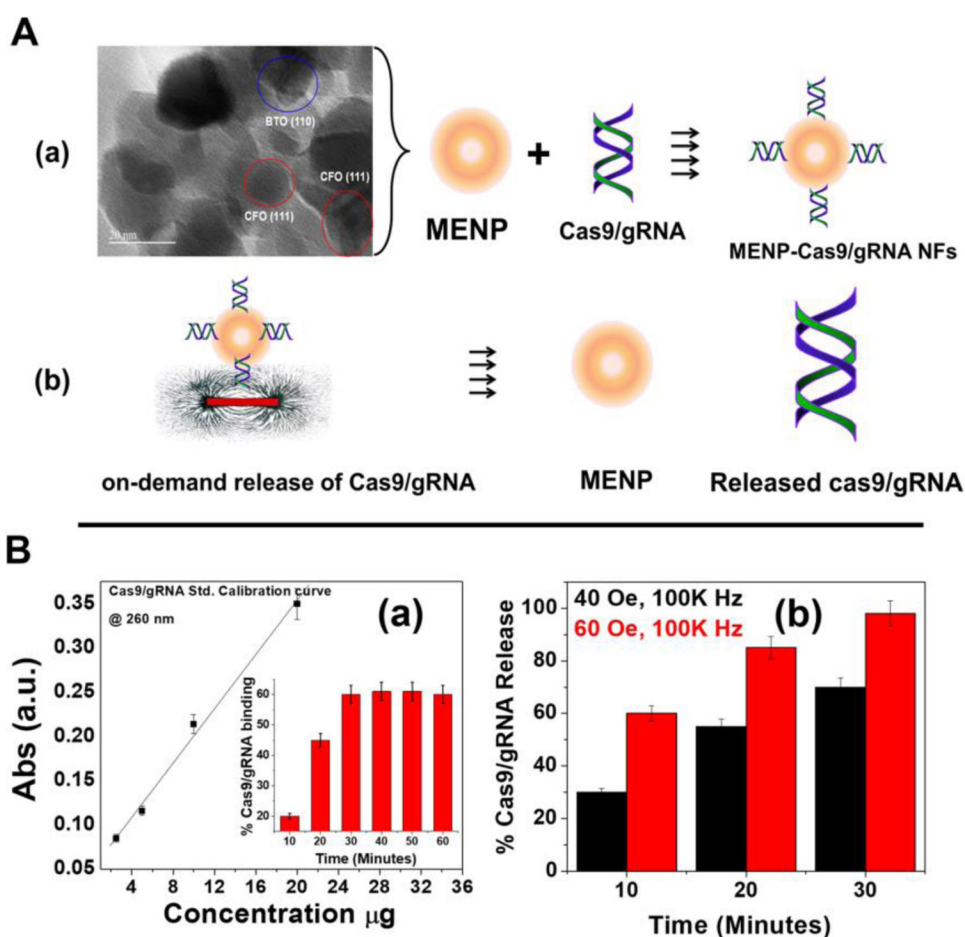 A
(a)
BTO (110)
CFO (111)
CFO (111)
20 nm
MENP
+
Cas9/gRNA
MENP-Cas9/gRNA NFs
(b)
on-demand release of Cas9/gRNA
MENP
Released cas9/gRNA
B
Cas9/gRNA Std. Calibration curve
@ 260 nm
(a)
Abs (a.u.)
0.35
0.30
0.25
0.20
0.15
0.10
0.05
4 8 12 16 20 24 28 32 36
Concentration µg
% Cas9/gRNA binding
60
50
40
30
20
10 20 30 40 50 60
Time (Minutes)
40 Oe, 100K Hz
60 Oe, 100K Hz
(b)
% Cas9/gRNA Release
100
80
60
40
20
0
10 20 30
Time (Minutes)